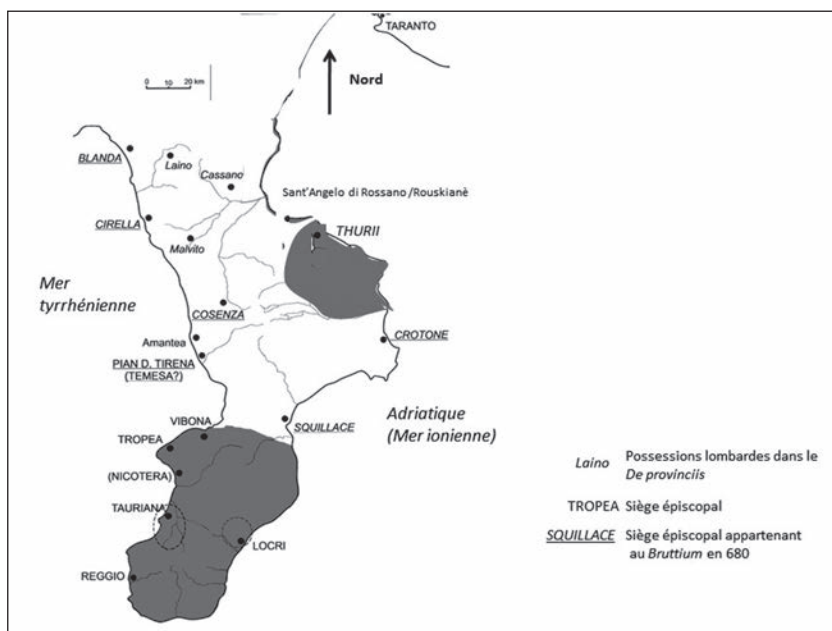 TARANTO
0 10 20 km
Nord
BLANDA
Laino
Cassano
Sant'Angelo di Rossano /Rouskianè
CIRELLA
THURII
Malvito
Mer
tyrrhénienne
COSENZA
Amantea
CROTONE
PIAN D. TIRENA
(TEMESA?)
Adriatique
(Mer ionienne)
VIBONA
SQUILLACE
TROPEA
(NICOTERA)
TAURIANA
LOCRI
REGGIO
Laino Possessions lombardes dans le
De provinciis
TROPEA Siège épiscopal
SQUILLACE Siège épiscopal appartenant
au Bruttium en 680